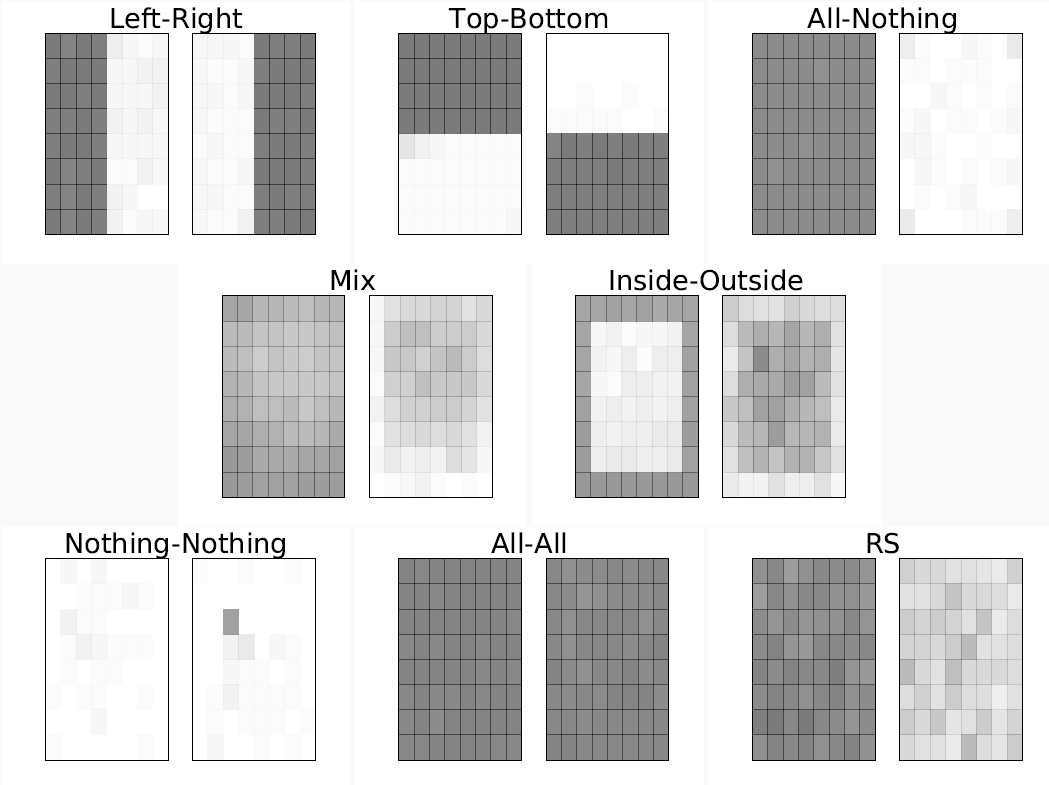 Left-Right
Top-Bottom
All-Nothing
Mix
Inside-Outside
Nothing-Nothing
All-All
RS